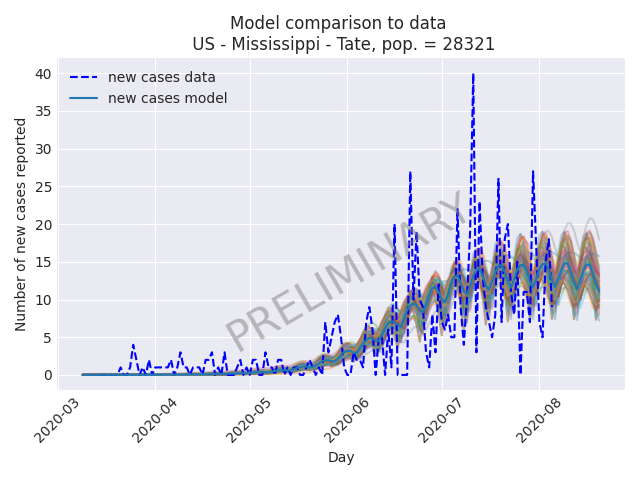 Model comparison to data
US - Mississippi - Tate, pop. = 28321
new cases data
new cases model
Number of new cases reported
40
35
30
25
20
15
10
5
0
PRELIMINARY
2020-03
2020-04
2020-05
2020-06
2020-07
2020-08
Day